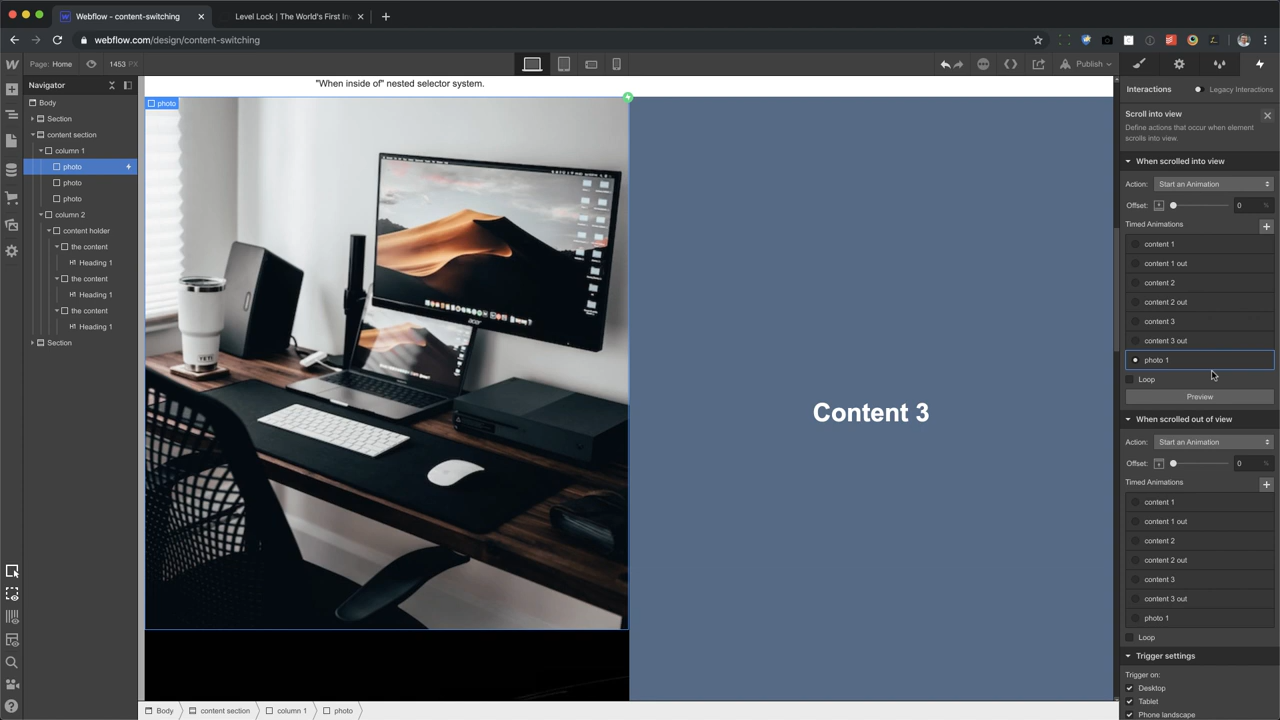 Webflow - content-switching
Level Lock | The World's First In
webflow.com/design/content-switching
Page: Home
1453 PX
Publish
Navigator
Body
Section
content section
column 1
photo
photo
photo
column 2
content holder
the content
H1 Heading 1
the content
H1 Heading 1
the content
H1 Heading 1
Section
"When inside of" nested selector system.
photo
acer
YETI
Content 3
Interactions
Legacy Interactions
Scroll into view
Define actions that occur when element
scrolls into view.
When scrolled into view
Action: Start an Animation
Offset: 0 %
Timed Animations
content 1
content 1 out
content 2
content 2 out
content 3
content 3 out
photo 1
Loop
Preview
When scrolled out of view
Action: Start an Animation
Offset: 0 %
Timed Animations
content 1
content 1 out
content 2
content 2 out
content 3
content 3 out
photo 1
Loop
Trigger settings
Trigger on:
Desktop
Tablet
Phone landscape
Body
content section
column 1
photo